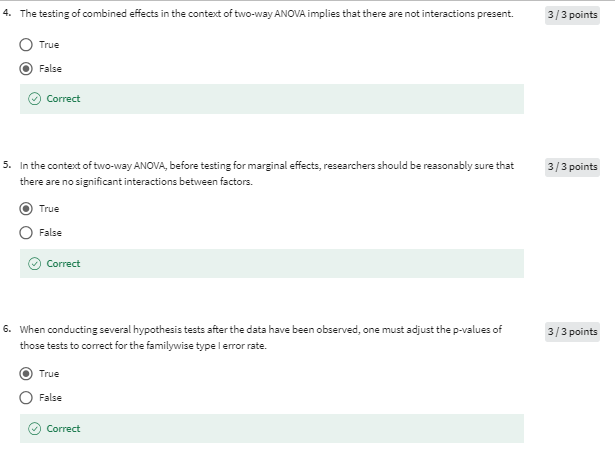 4. The testing of combined effects in the context of two-way ANOVA implies that there are not interactions present. 3 / 3 points
True
False
Correct
5. In the context of two-way ANOVA, before testing for marginal effects, researchers should be reasonably sure that 3 / 3 points
there are no significant interactions between factors.
True
False
Correct
6. When conducting several hypothesis tests after the data have been observed, one must adjust the p-values of 3 / 3 points
those tests to correct for the familywise type I error rate.
True
False
Correct